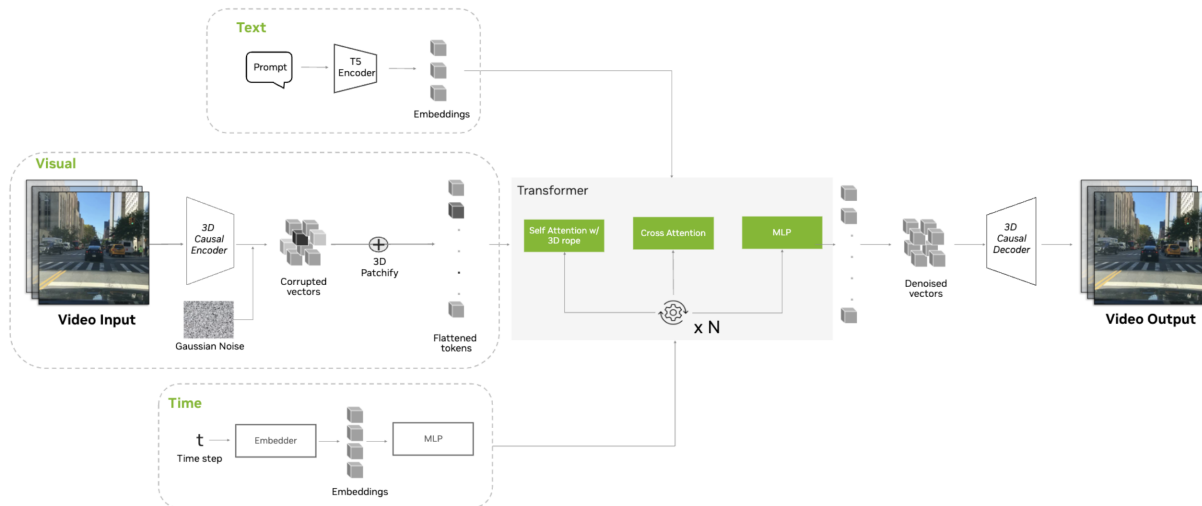 Text
Prompt
T5
Encoder
Embeddings
Visual
Video Input
3D
Causal
Encoder
Gaussian Noise
Corrupted
vectors
3D
Patchify
Flattened
tokens
Time
t
Time step
Embedder
Embeddings
MLP
Transformer
Self Attention w/
3D rope
Cross Attention
MLP
x N
Denoised
vectors
3D
Causal
Decoder
Video Output